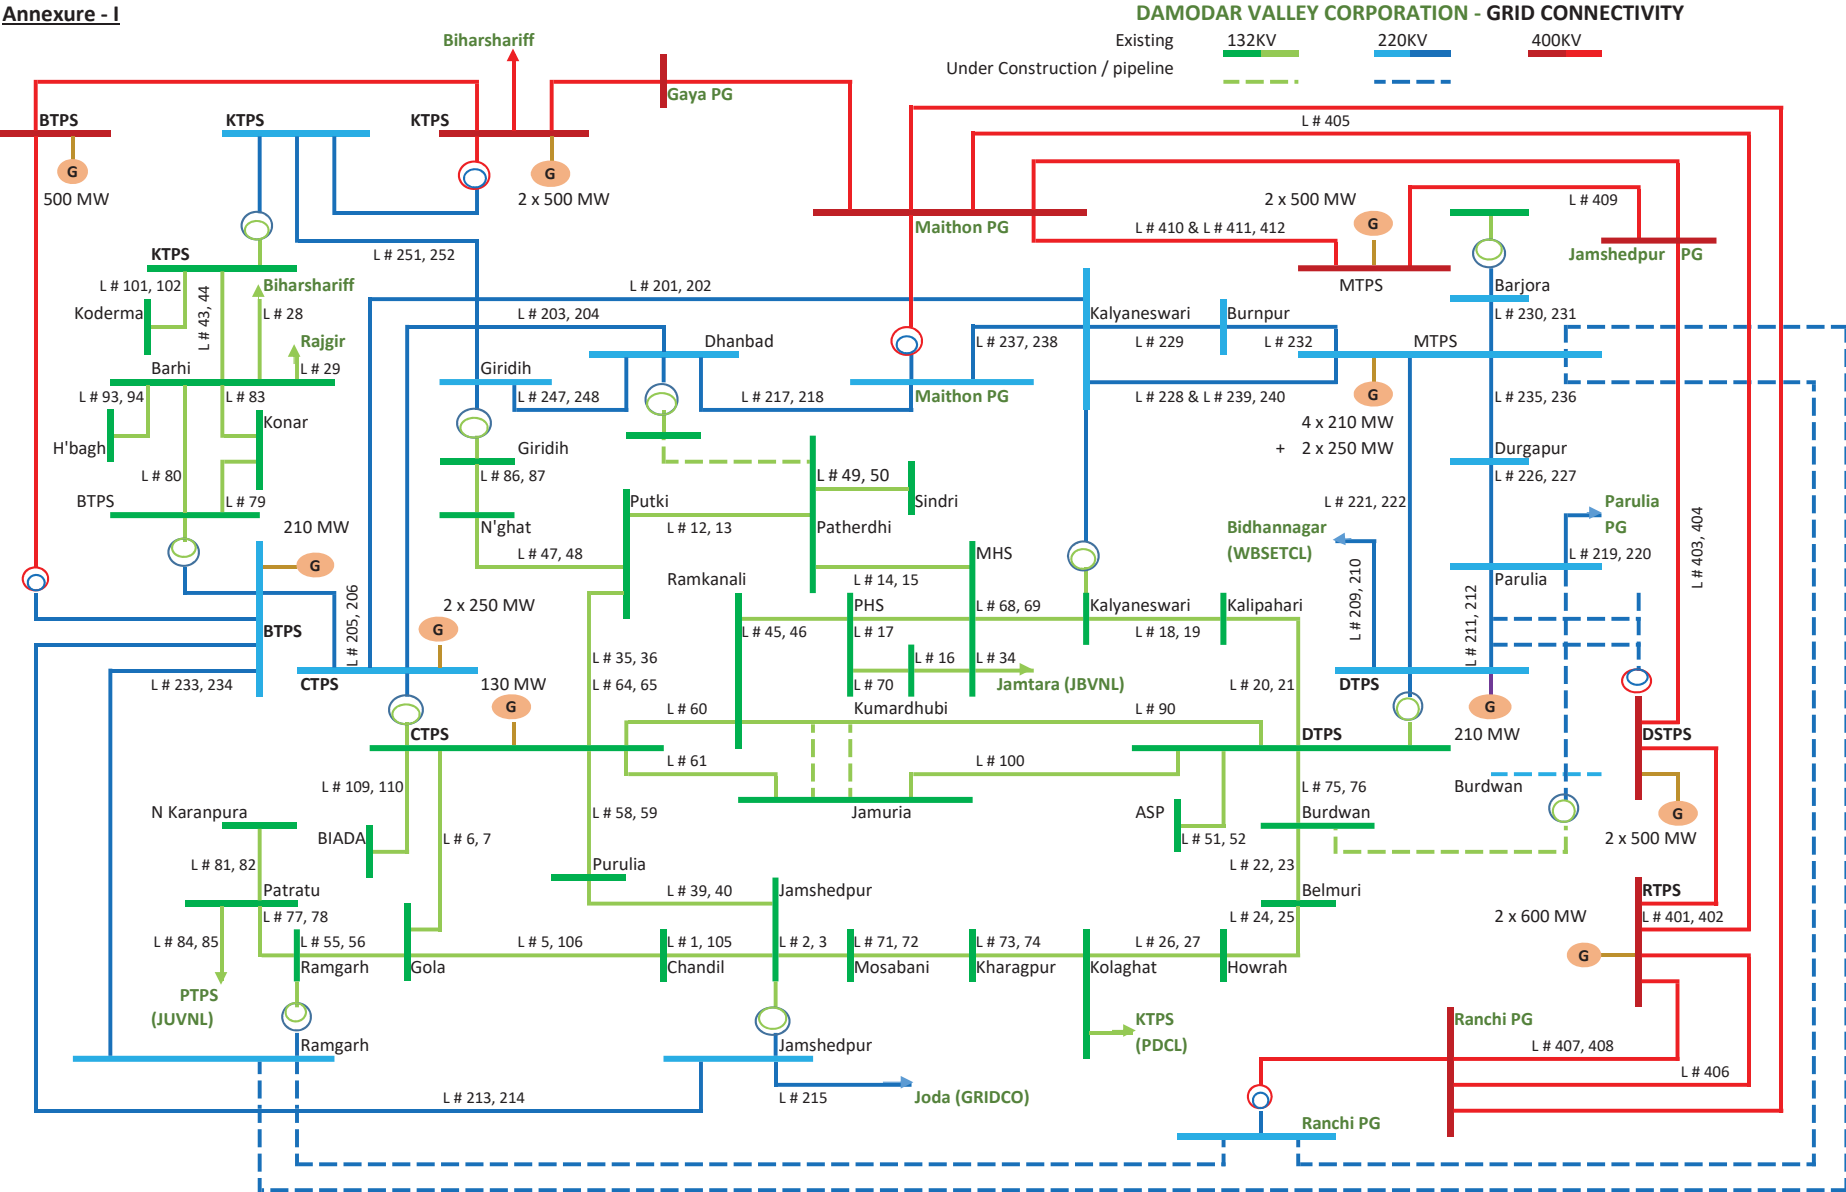 Annexure - I
DAMODAR VALLEY CORPORATION - GRID CONNECTIVITY
Existing
132KV
220KV
400KV
Under Construction / pipeline
Biharshariff
Gaya PG
BTPS
KTPS
KTPS
L # 405
G
500 MW
G
2 x 500 MW
2 x 500 MW
G
L # 409
Maithon PG
L # 410 & L # 411, 412
Jamshedpur PG
MTPS
KTPS
L # 251, 252
L # 101, 102
L # 43, 44
Biharshariff
L # 201, 202
Barjora
Koderma
L # 28
L # 203, 204
Kalyaneswari
Burnpur
L # 230, 231
Rajgir
Dhanbad
L # 237, 238
L # 229
L # 232
MTPS
Barhi
L # 29
Giridih
Maithon PG
G
L # 93, 94
L # 83
L # 247, 248
L # 217, 218
L # 228 & L # 239, 240
L # 235, 236
Konar
4 x 210 MW
+ 2 x 250 MW
H'bagh
Giridih
Durgapur
L # 80
L # 86, 87
L # 49, 50
L # 226, 227
BTPS
L # 79
Putki
Sindri
L # 221, 222
Parulia
PG
210 MW
N'ghat
L # 12, 13
Patherdhi
Bidhannagar
(WBSETCL)
L # 403, 404
G
L # 47, 48
MHS
L # 219, 220
Ramkanali
L # 14, 15
Parulia
2 x 250 MW
L # 205, 206
PHS
L # 68, 69
Kalyaneswari
Kalipahari
L # 209, 210
L # 211, 212
BTPS
G
L # 45, 46
L # 17
L # 18, 19
L # 35, 36
L # 16
L # 34
L # 233, 234
CTPS
130 MW
L # 64, 65
L # 70
Jamtara (JBVNL)
L # 20, 21
DTPS
G
L # 60
Kumardhubi
L # 90
G
CTPS
DTPS
210 MW
DSTPS
L # 61
L # 100
L # 109, 110
L # 75, 76
Burdwan
N Karanpura
L # 58, 59
Jamuria
ASP
Burdwan
G
BIADA
L # 6, 7
L # 51, 52
2 x 500 MW
L # 81, 82
Purulia
L # 22, 23
Patratu
L # 39, 40
Jamshedpur
Belmuri
RTPS
L # 77, 78
L # 24, 25
2 x 600 MW
L # 401, 402
L # 84, 85
L # 55, 56
L # 5, 106
L # 1, 105
L # 2, 3
L # 71, 72
L # 73, 74
L # 26, 27
G
Ramgarh
Gola
Chandil
Mosabani
Kharagpur
Kolaghat
Howrah
PTPS
(JUVNL)
KTPS
(PDCL)
Ranchi PG
Ramgarh
Jamshedpur
L # 407, 408
L # 406
L # 213, 214
L # 215
Joda (GRIDCO)
Ranchi PG